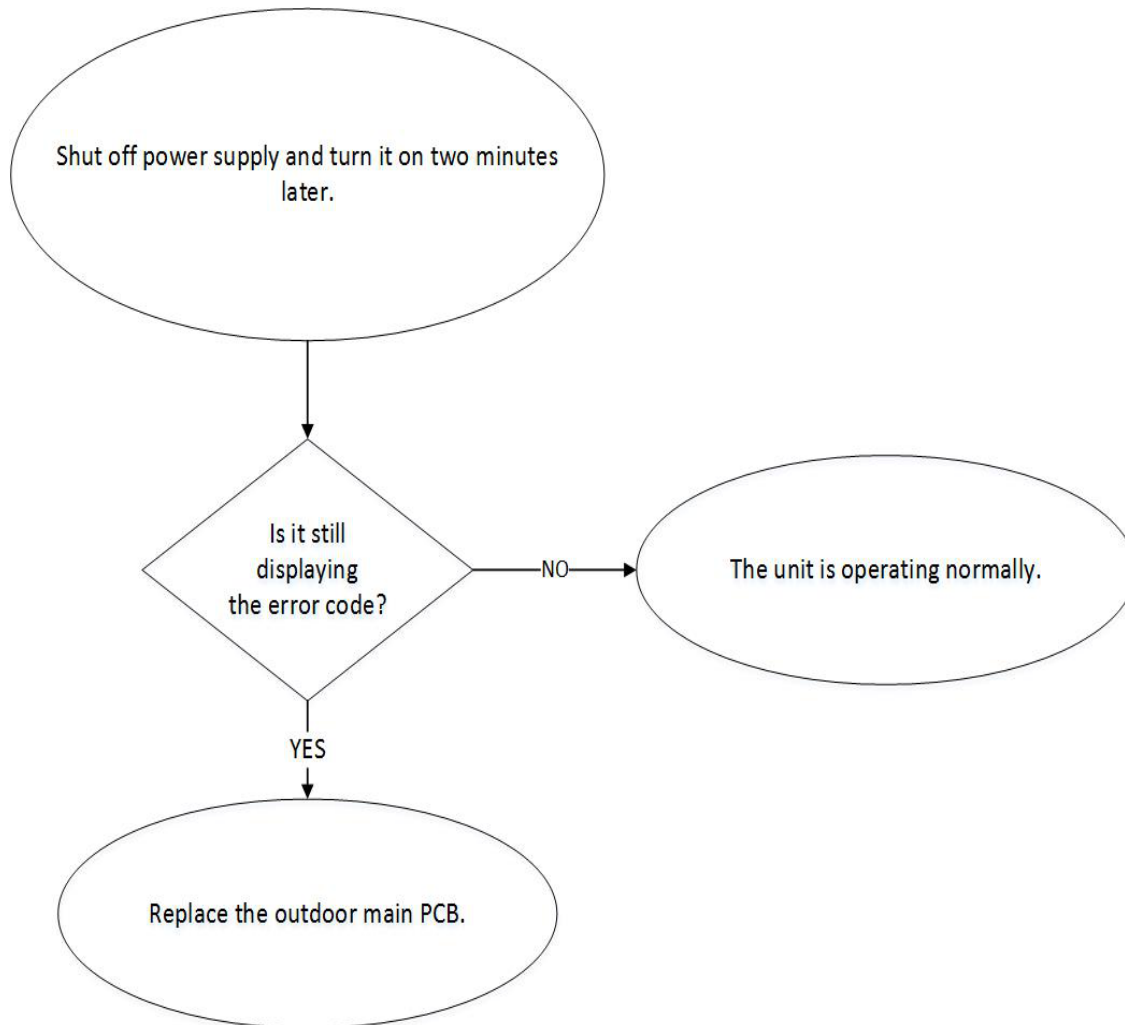 Shut off power supply and turn it on two minutes
later.
Is it still
displaying
the error code?
NO
The unit is operating normally.
YES
Replace the outdoor main PCB.